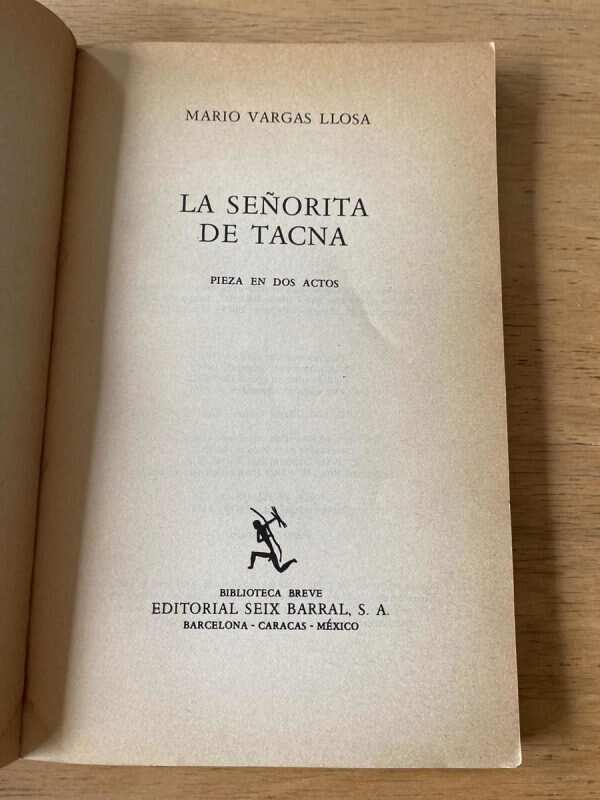 MARIO VARGAS LLOSA
LA SEÑORITA
DE TACNA
PIEZA EN DOS ACTOS
BIBLIOTECA BREVE
EDITORIAL SEIX BARRAL, S. A.
BARCELONA - CARACAS - MÉXICO